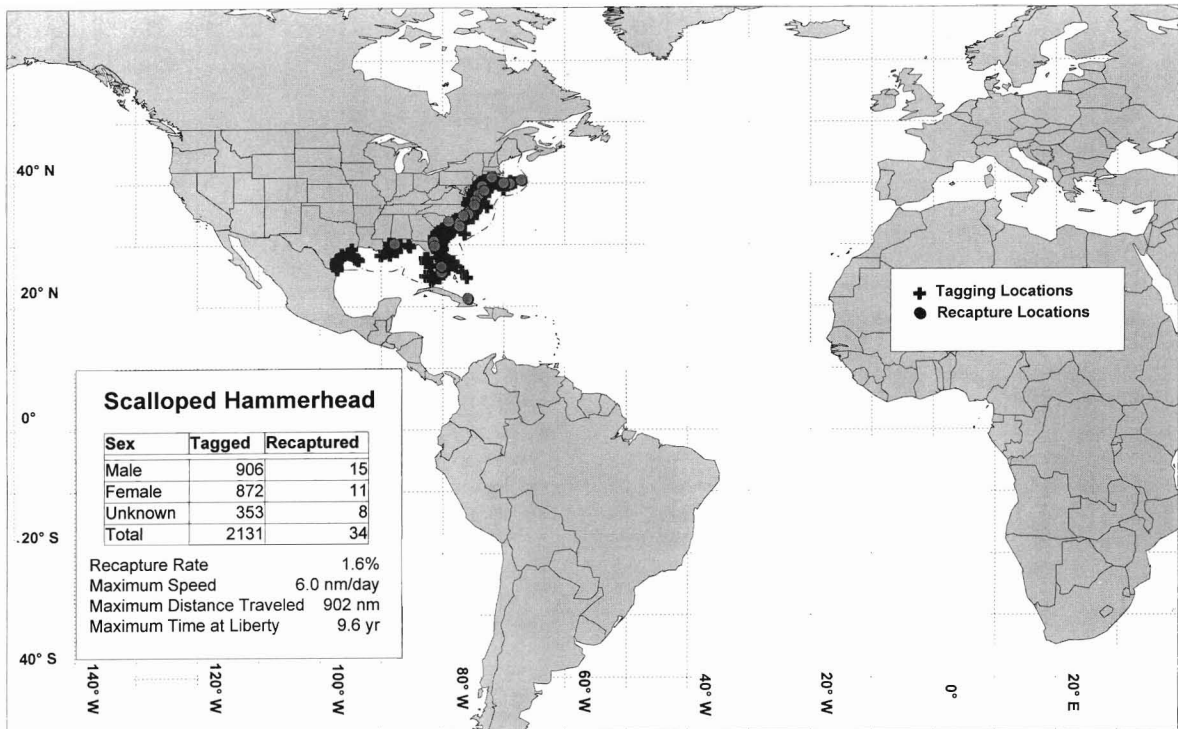 40° N
20° N
0°
20° S
40° S
Tagging Locations
Recapture Locations
Scalloped Hammerhead
Sex Tagged Recaptured
Male 906 15
Female 872 11
Unknown 353 8
Total 2131 34
Recapture Rate 1.6%
Maximum Speed 6.0 nm/day
Maximum Distance Traveled 902 nm
Maximum Time at Liberty 9.6 yr
140° W
120° W
100° W
80° W
60° W
40° W
20° W
0°
20° E